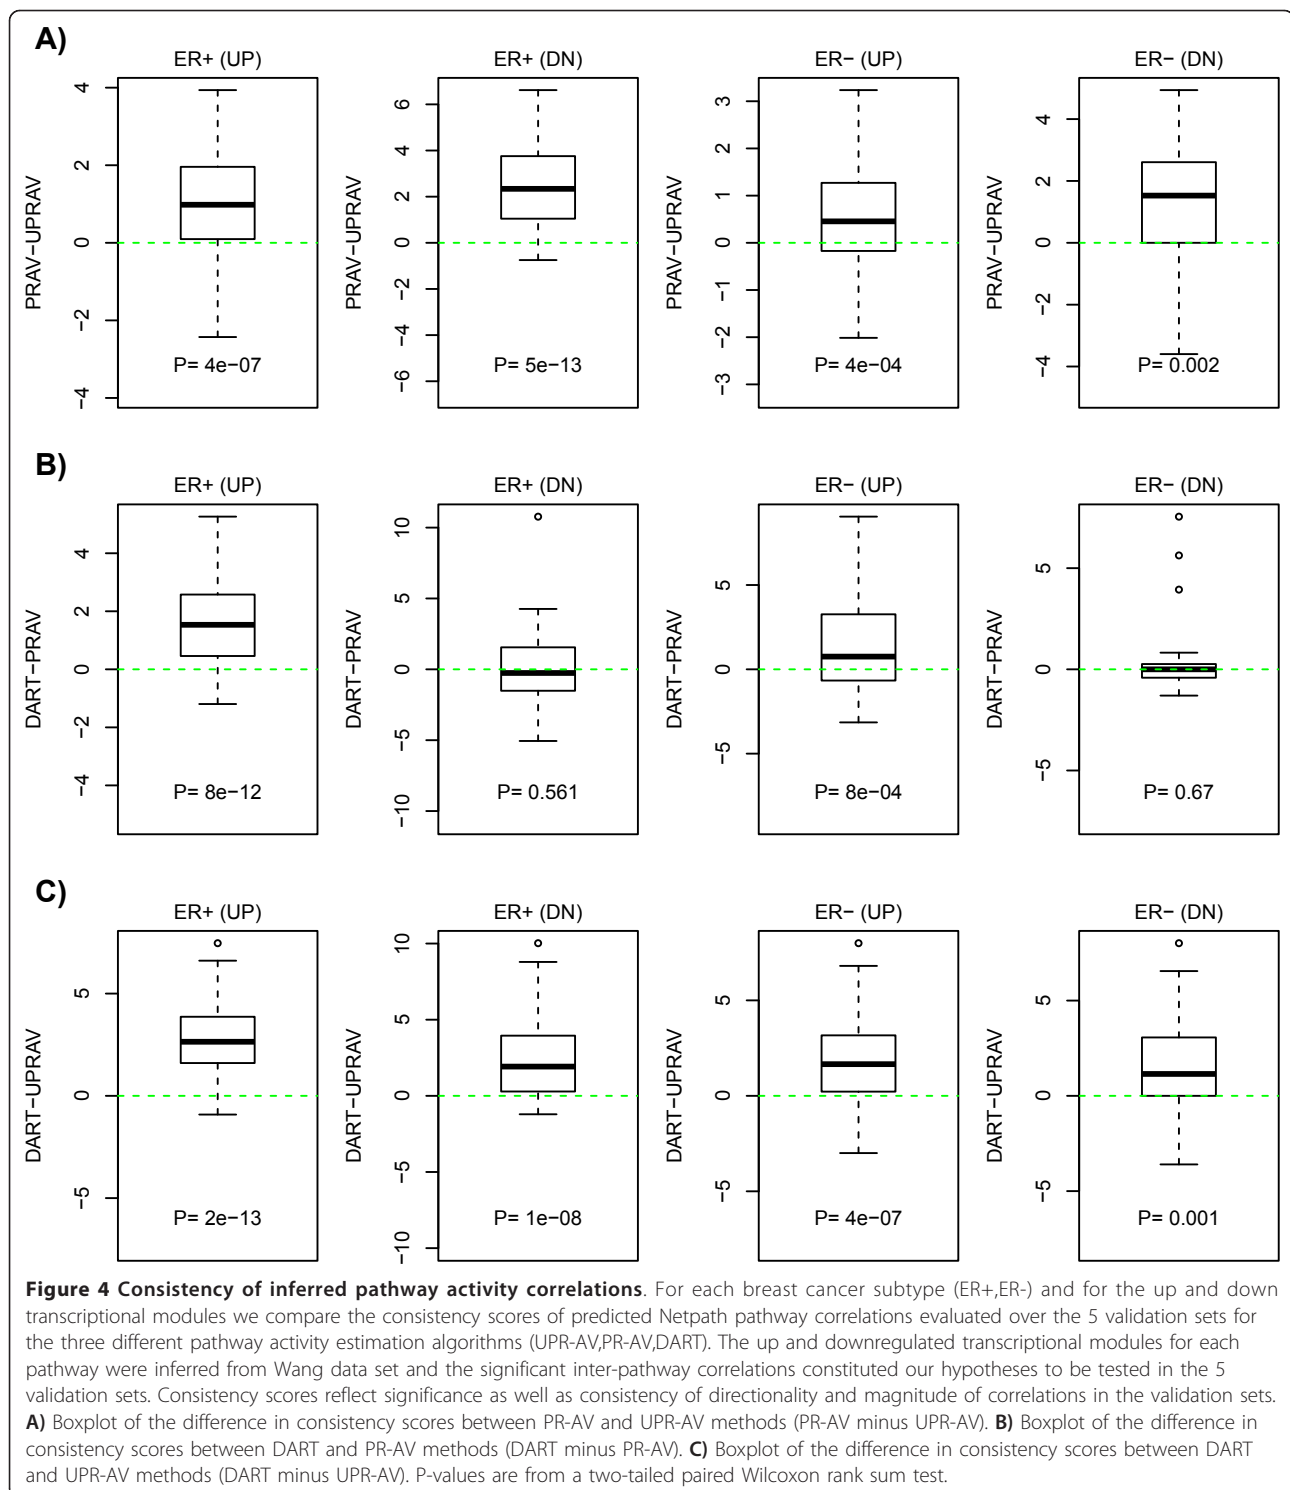 A)
ER+ (UP)
ER+ (DN)
ER− (UP)
ER− (DN)
PRAV−UPRAV
4
2
0
−2
−4
P= 4e−07
PRAV−UPRAV
6
4
2
0
−2
−4
−6
P= 5e−13
PRAV−UPRAV
3
2
1
0
−1
−2
−3
P= 4e−04
PRAV−UPRAV
4
2
0
−2
−4
P= 0.002
B)
ER+ (UP)
ER+ (DN)
ER− (UP)
ER− (DN)
DART−PRAV
4
2
0
−2
−4
P= 8e−12
DART−PRAV
10
5
0
−5
−10
P= 0.561
DART−PRAV
5
0
−5
P= 8e−04
DART−PRAV
5
0
−5
P= 0.67
C)
ER+ (UP)
ER+ (DN)
ER− (UP)
ER− (DN)
DART−UPRAV
5
0
−5
P= 2e−13
DART−UPRAV
10
5
0
−5
−10
P= 1e−08
DART−UPRAV
5
0
−5
P= 4e−07
DART−UPRAV
5
0
−5
P= 0.001
Figure 4 Consistency of inferred pathway activity correlations. For each breast cancer subtype (ER+,ER-) and for the up and down
transcriptional modules we compare the consistency scores of predicted Netpath pathway correlations evaluated over the 5 validation sets for
the three different pathway activity estimation algorithms (UPR-AV,PR-AV,DART). The up and downregulated transcriptional modules for each
pathway were inferred from Wang data set and the significant inter-pathway correlations constituted our hypotheses to be tested in the 5
validation sets. Consistency scores reflect significance as well as consistency of directionality and magnitude of correlations in the validation sets.
A) Boxplot of the difference in consistency scores between PR-AV and UPR-AV methods (PR-AV minus UPR-AV). B) Boxplot of the difference in
consistency scores between DART and PR-AV methods (DART minus PR-AV). C) Boxplot of the difference in consistency scores between DART
and UPR-AV methods (DART minus UPR-AV). P-values are from a two-tailed paired Wilcoxon rank sum test.